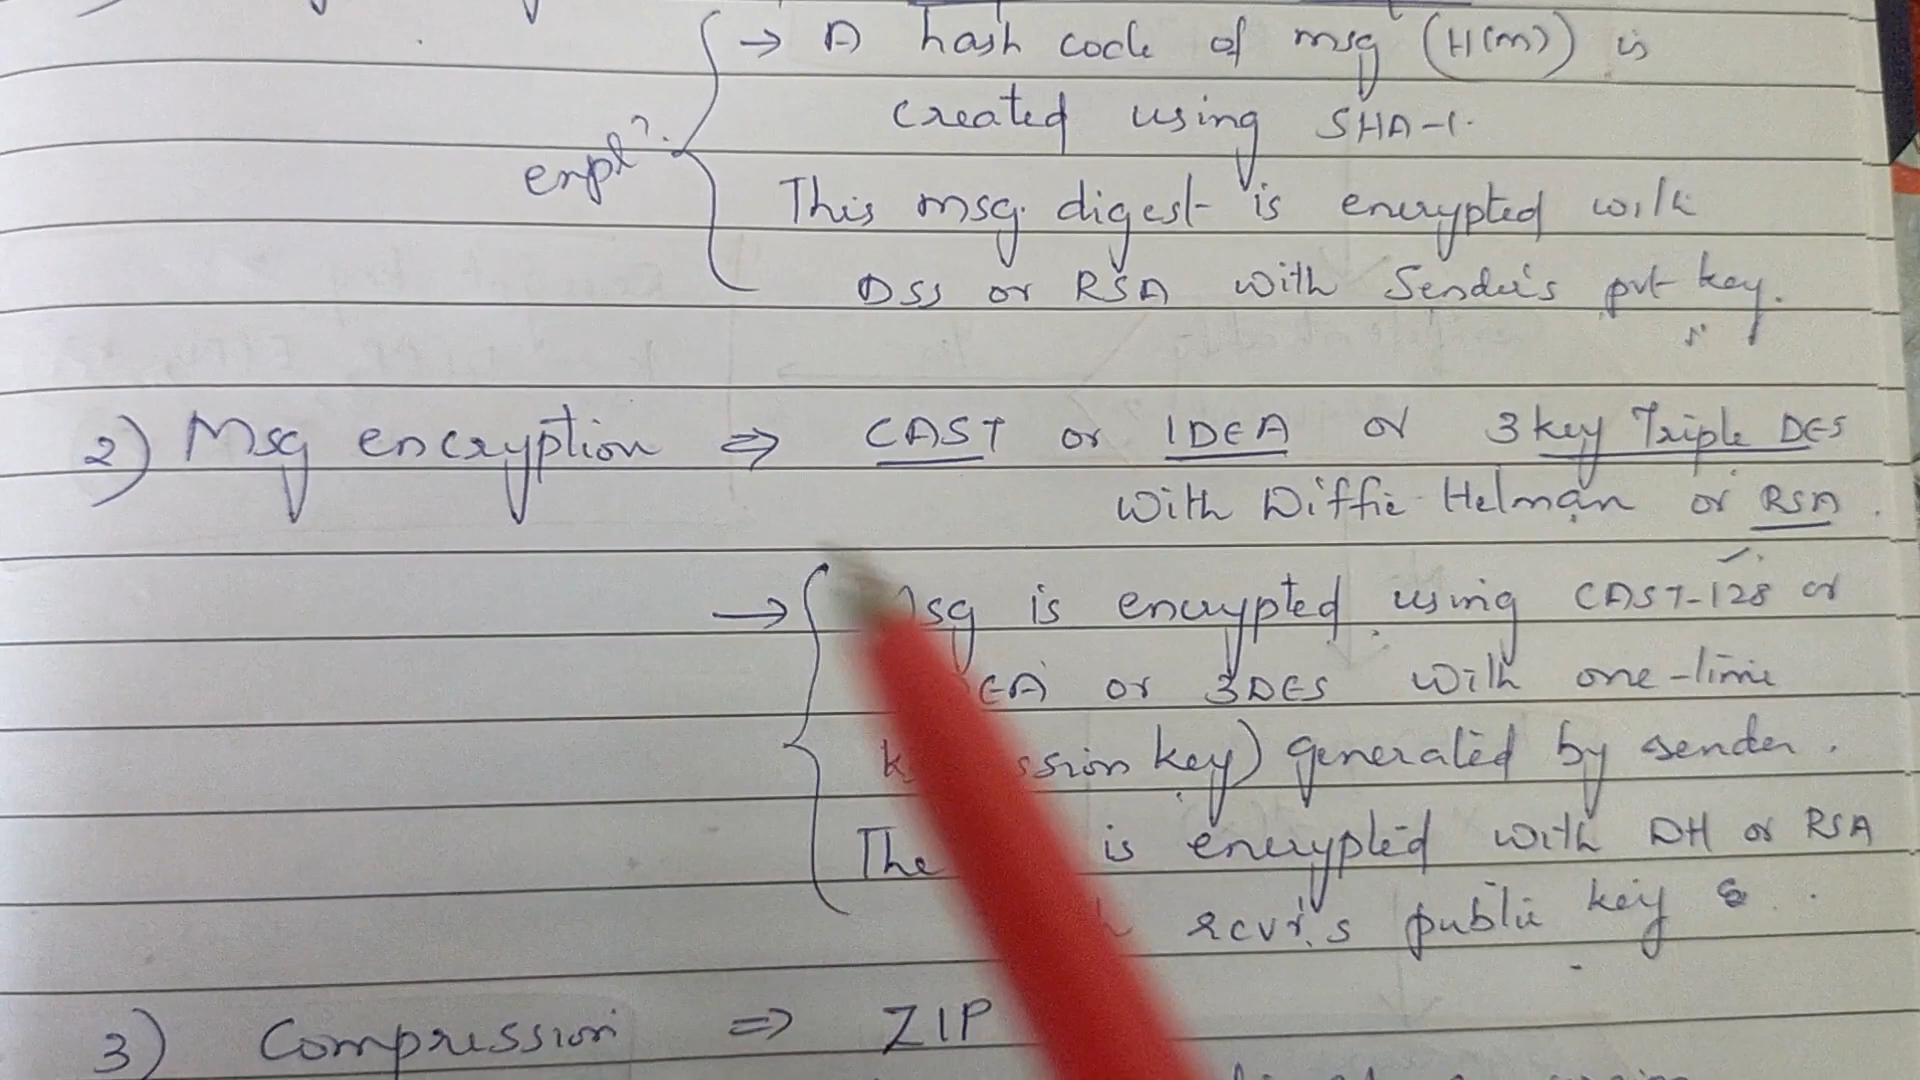 → A hash code of msg (H(m)) is
created using SHA-1.
expln.
This msg. digest is encrypted with
DSS or RSA with Sender's pvt key.
2) Msg encryption ⇒ CAST or IDEA or 3 key Triple DES
with Diffie-Helman or RSA.
→ Msg is encrypted using CAST-128 or
EA or 3DES with one-time
ssion key) generated by sender.
The is encrypted with DH or RSA
rcvr's public key
3) Compression ⇒ ZIP